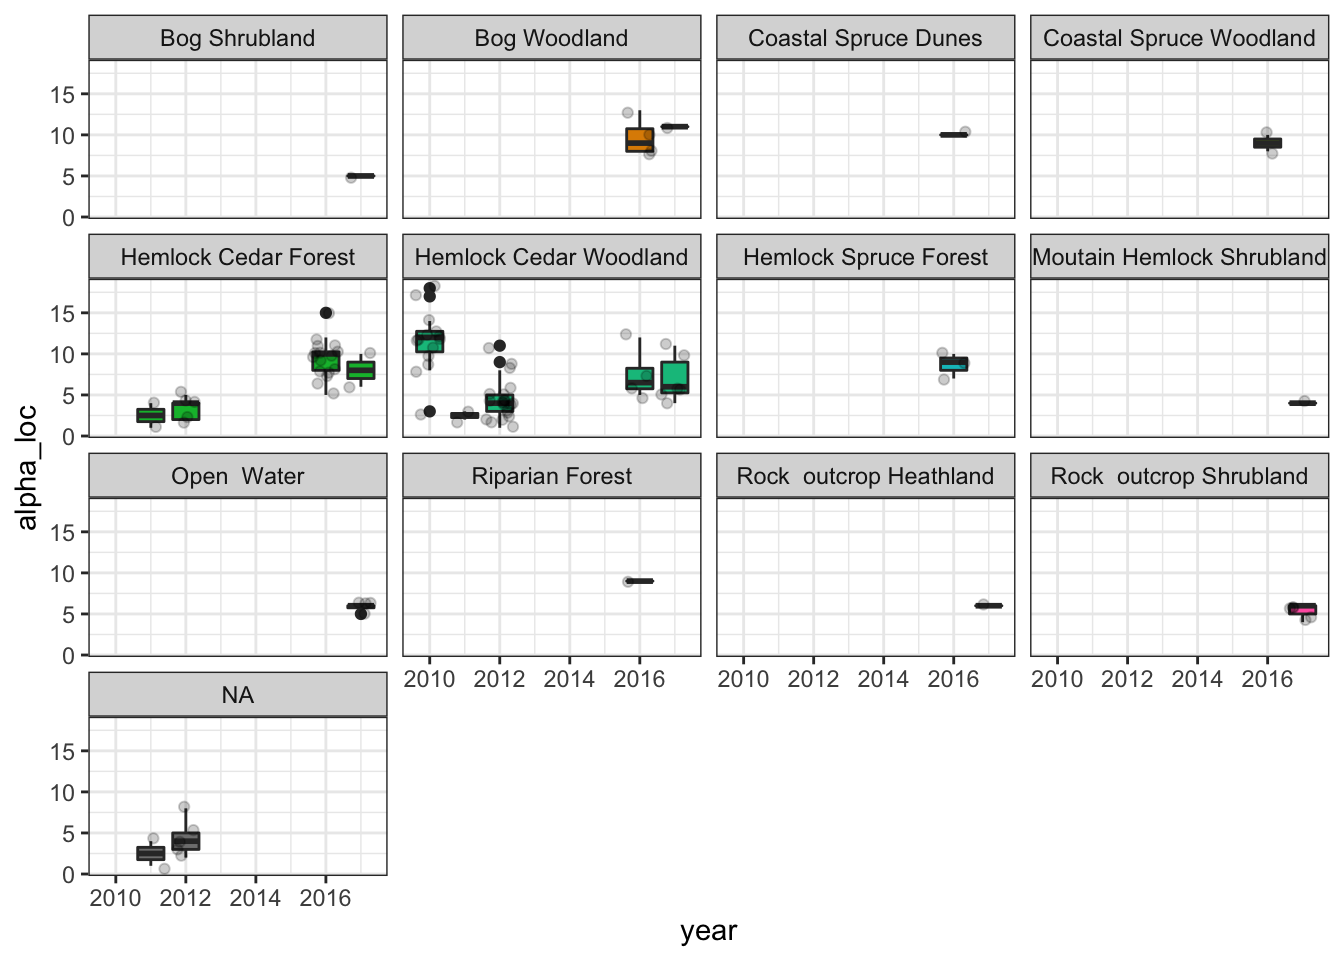 Bog Shrubland Bog Woodland Coastal Spruce Dunes Coastal Spruce Woodland
15
10
5
0
Hemlock Cedar Forest Hemlock Cedar Woodland Hemlock Spruce Forest Moutain Hemlock Shrubland
15
10
5
0
alpha_loc
Open  Water Riparian Forest Rock  outcrop Heathland Rock  outcrop Shrubland
15
10
5
0
2010 2012 2014 2016 2010 2012 2014 2016 2010 2012 2014 2016
NA
15
10
5
0
2010 2012 2014 2016
year